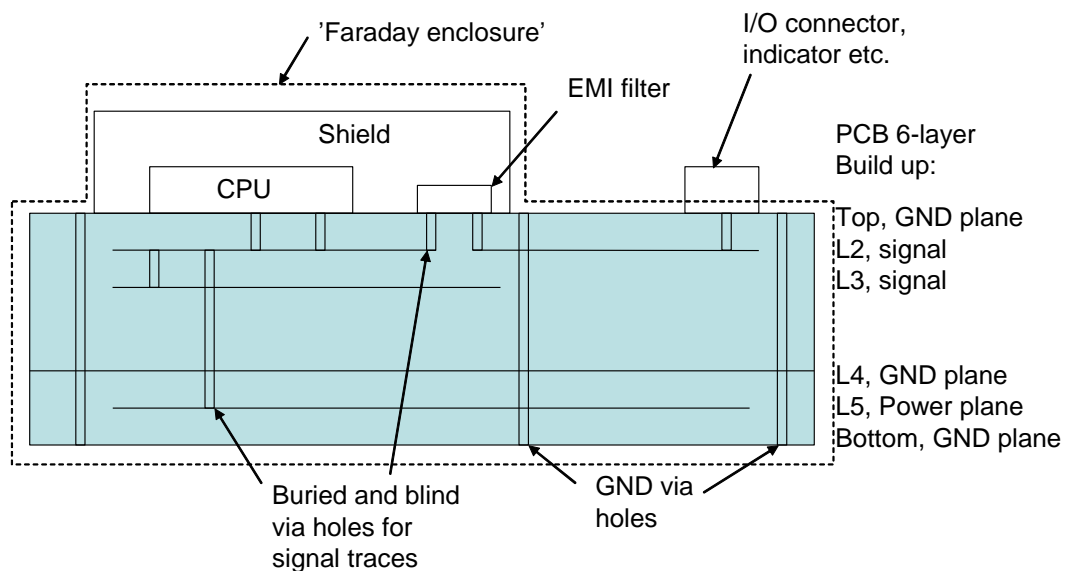 ’Faraday enclosure’
I/O connector,
indicator etc.
EMI filter
Shield
CPU
PCB 6-layer
Build up:
Top, GND plane
L2, signal
L3, signal
L4, GND plane
L5, Power plane
Bottom, GND plane
Buried and blind
via holes for
signal traces
GND via
holes